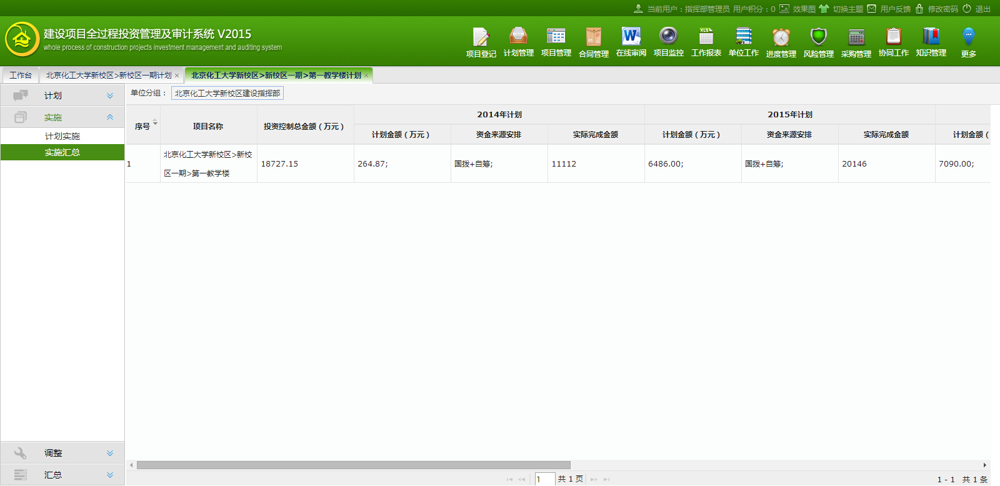 当前用户：指挥部管理员 用户积分：0 效果图 切换主题 用户反馈 修改密码 退出
建设项目全过程投资管理及审计系统 V2015
whole process of construction projects investment management and auditing system
项目登记 计划管理 项目管理 合同管理 在线审阅 项目监控 工作报表 单位工作 进度管理 风险管理 采购管理 协同工作 知识管理 更多
工作台 北京化工大学新校区>新校区一期计划 × 北京化工大学新校区>新校区一期>第一教学楼计划 ×
计划
实施
计划实施
实施汇总
调整
汇总
单位分组： 北京化工大学新校区建设指挥部
序号 项目名称 投资控制总金额（万元） 2014年计划 2015年计划
计划金额（万元） 资金来源安排 实际完成金额 计划金额（万元） 资金来源安排 实际完成金额 计划金额（
1 北京化工大学新校区>新校区一期>第一教学楼 18727.15 264.87; 国拨+自筹; 11112 6486.00; 国拨+自筹; 20146 7090.00;
1 共 1 页
1 - 1 共 1 条